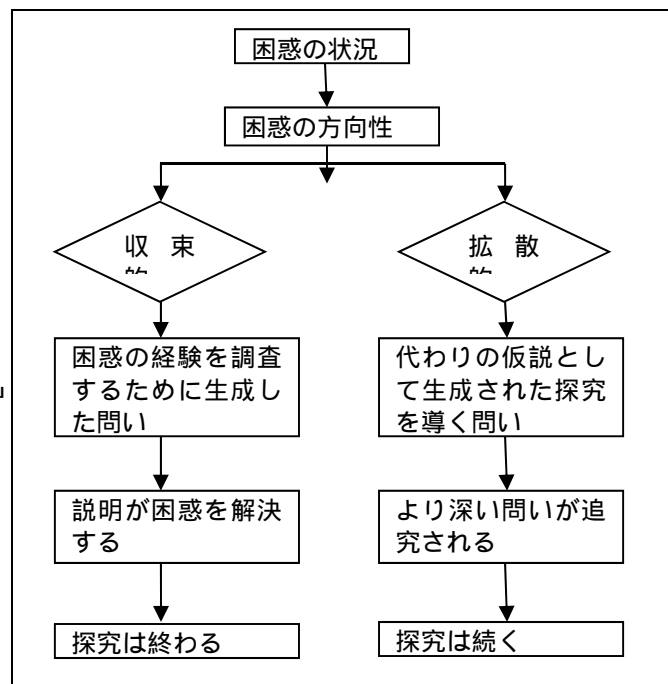 困惑の状況
困惑の方向性
収 束
拡 散
困惑の経験を調査
するために生成し
た問い
代わりの仮説とし
て生成された探究
を導く問い
説明が困惑を解決
する
より深い問いが追
究される
探究は終わる
探究は続く
」